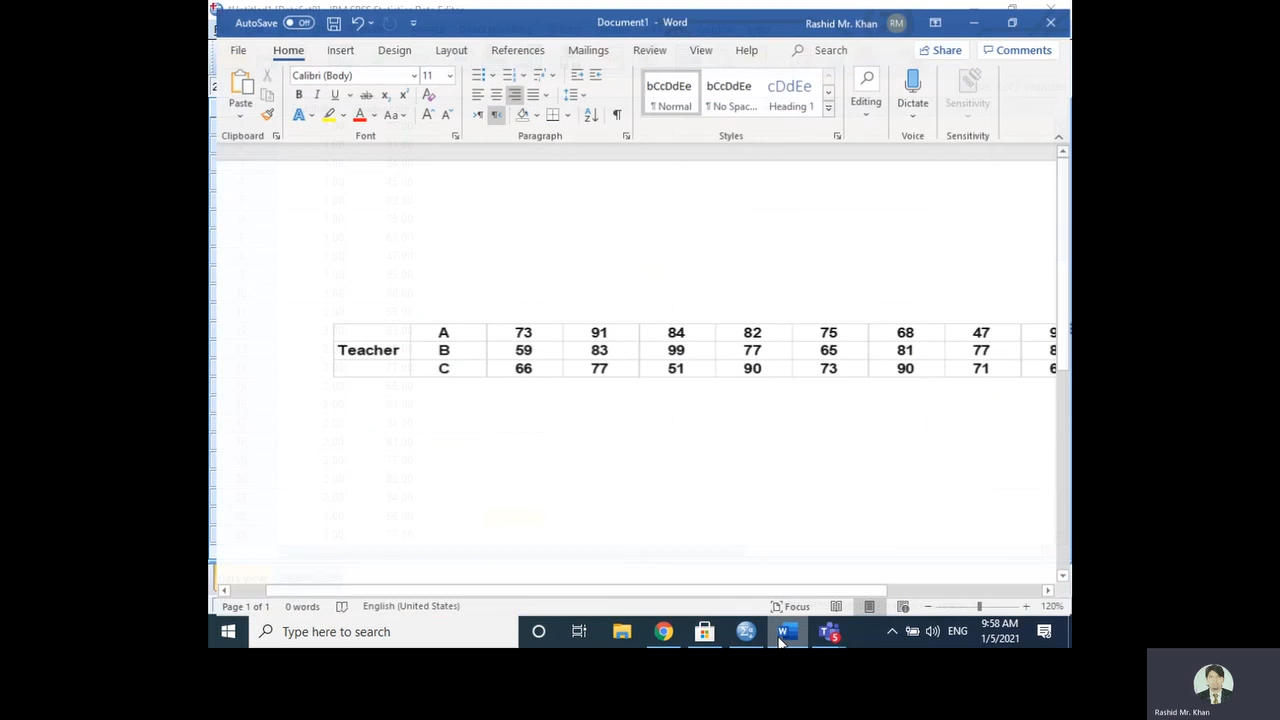 AutoSave Off Document1 - Word Rashid Mr. Khan RM
File Home Insert Design Layout References Mailings Review View Help Search Share Comments
Calibri (Body) 11 bCcDdEe bCcDdEe cDdEe
Paste ¶ Normal ¶ No Spac... Heading 1 Editing Dictate Sensitivity
Clipboard Font Paragraph Styles Voice Sensitivity
A 73 91 84 82 75 68 47 9
Teacher B 59 83 99 77 65 81 77 8
C 66 77 51 90 73 90 71 6
Page 1 of 1 0 words English (United States) Focus 120%
Type here to search ENG 9:58 AM
1/5/2021
Rashid Mr. Khan